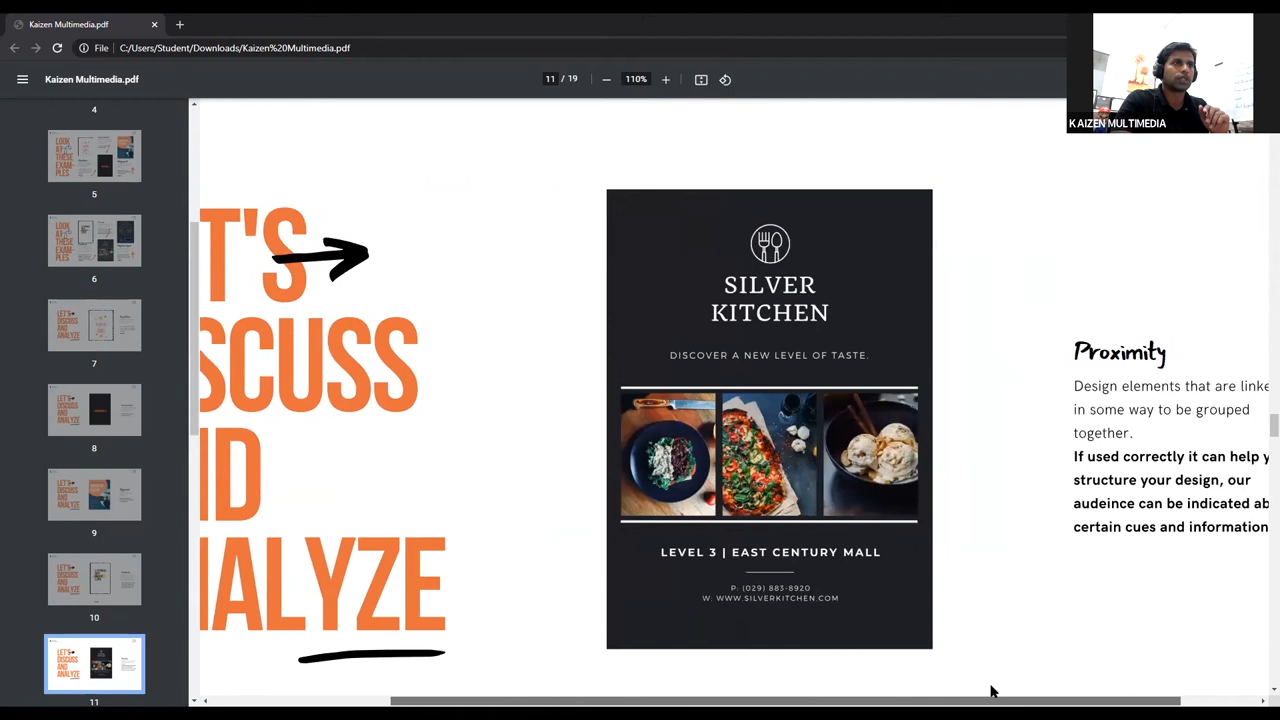 Kaizen Multimedia.pdf
File
C:/Users/Student/Downloads/Kaizen%20Multimedia.pdf
Kaizen Multimedia.pdf
11 / 19
110%
KAIZEN MULTIMEDIA
4
5
6
7
8
9
10
11
T'S
SCUSS
ND
NALYZE
SILVER
KITCHEN
DISCOVER A NEW LEVEL OF TASTE.
LEVEL 3 | EAST CENTURY MALL
P: (029) 883-8920
W: WWW.SILVERKITCHEN.COM
Proximity
Design elements that are linke
in some way to be grouped
together.
If used correctly it can help y
structure your design, our
audeince can be indicated ab
certain cues and information